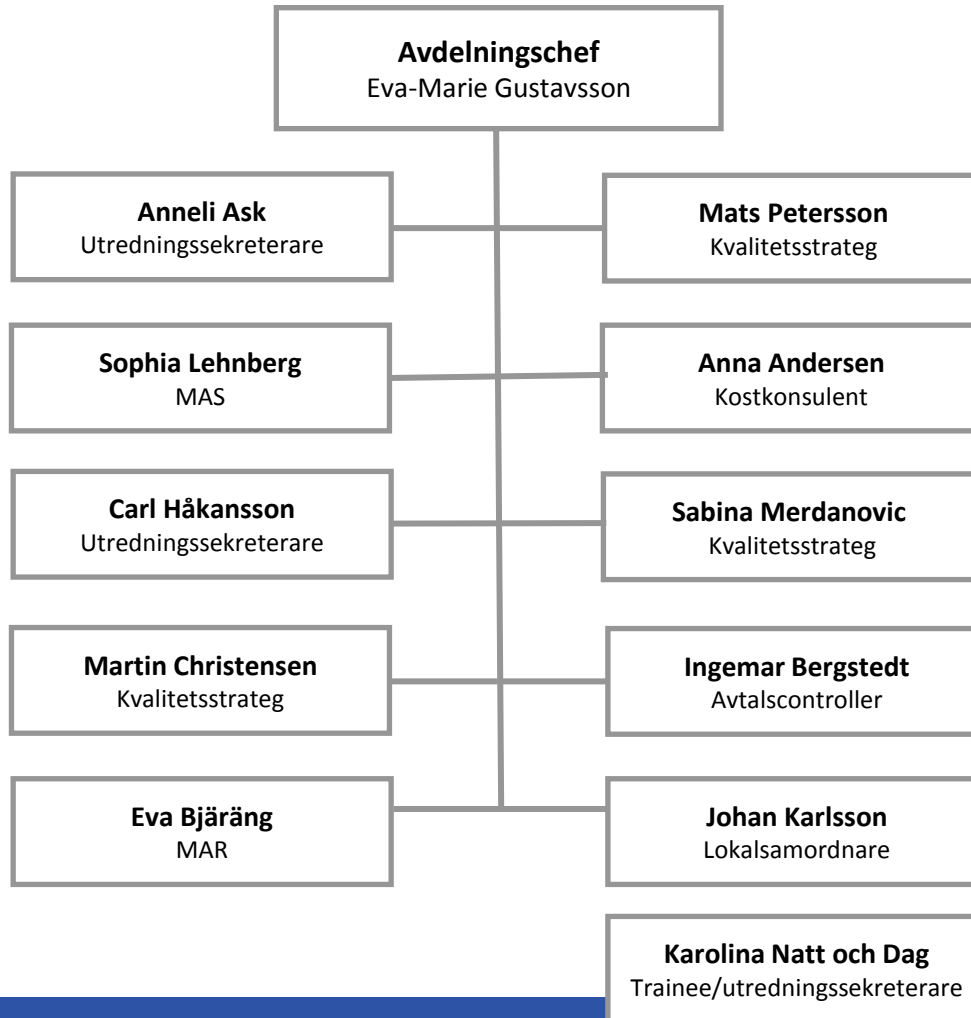 Avdelningschef
Eva-Marie Gustavsson
Anneli Ask
Utredningssekreterare
Mats Petersson
Kvalitetsstrateg
Sophia Lehnberg
MAS
Anna Andersen
Kostkonsulent
Carl Håkansson
Utredningssekreterare
Sabina Merdanovic
Kvalitetsstrateg
Martin Christensen
Kvalitetsstrateg
Ingemar Bergstedt
Avtalscontroller
Eva Bjäräng
MAR
Johan Karlsson
Lokalsamordnare
Karolina Natt och Dag
Trainee/utredningssekreterare